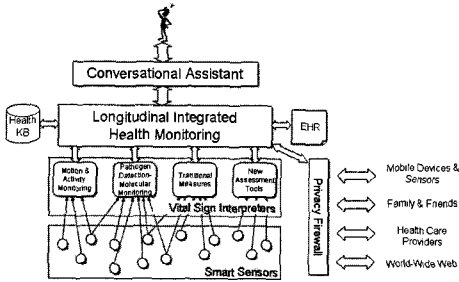 Conversational Assistant
Health
KB
Longitudinal Integrated
Health Monitoring
EHR
Motion &
Activity
Monitoring
Pathogen
Detection-
Molecular
Monitoring
Traditional
Measures
New
Assessment
Tools
Vital Sign Interpreters
Smart Sensors
Privacy Firewall
Mobile Devices &
Sensors
Family & Friends
Health Care
Providers
World-Wide Web